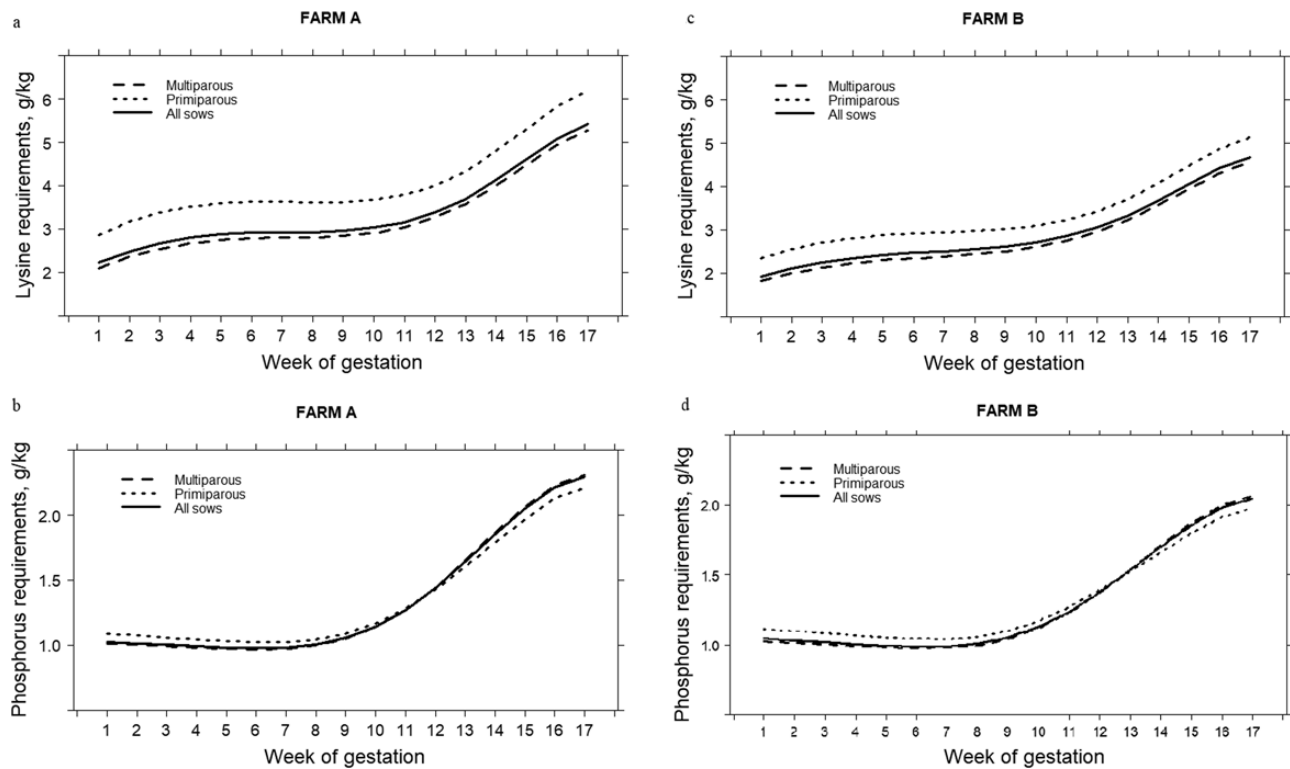 a
FARM A
Lysine requirements, g/kg
Multiparous
Primiparous
All sows
6
5
4
3
2
1 2 3 4 5 6 7 8 9 10 11 12 13 14 15 16 17
Week of gestation
c
FARM B
Lysine requirements, g/kg
Multiparous
Primiparous
All sows
6
5
4
3
2
1 2 3 4 5 6 7 8 9 10 11 12 13 14 15 16 17
Week of gestation
b
FARM A
Phosphorus requirements, g/kg
Multiparous
Primiparous
All sows
2.0
1.5
1.0
1 2 3 4 5 6 7 8 9 10 11 12 13 14 15 16 17
Week of gestation
d
FARM B
Phosphorus requirements, g/kg
Multiparous
Primiparous
All sows
2.0
1.5
1.0
1 2 3 4 5 6 7 8 9 10 11 12 13 14 15 16 17
Week of gestation